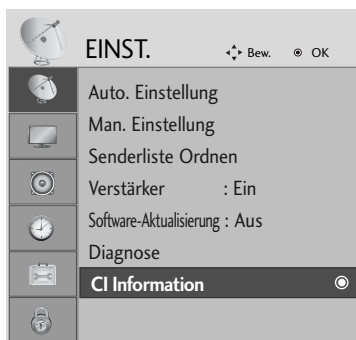 EINST. Bew. OK
Auto. Einstellung
Man. Einstellung
Senderliste Ordnen
Verstärker : Ein
Software-Aktualisierung : Aus
Diagnose
CI Information